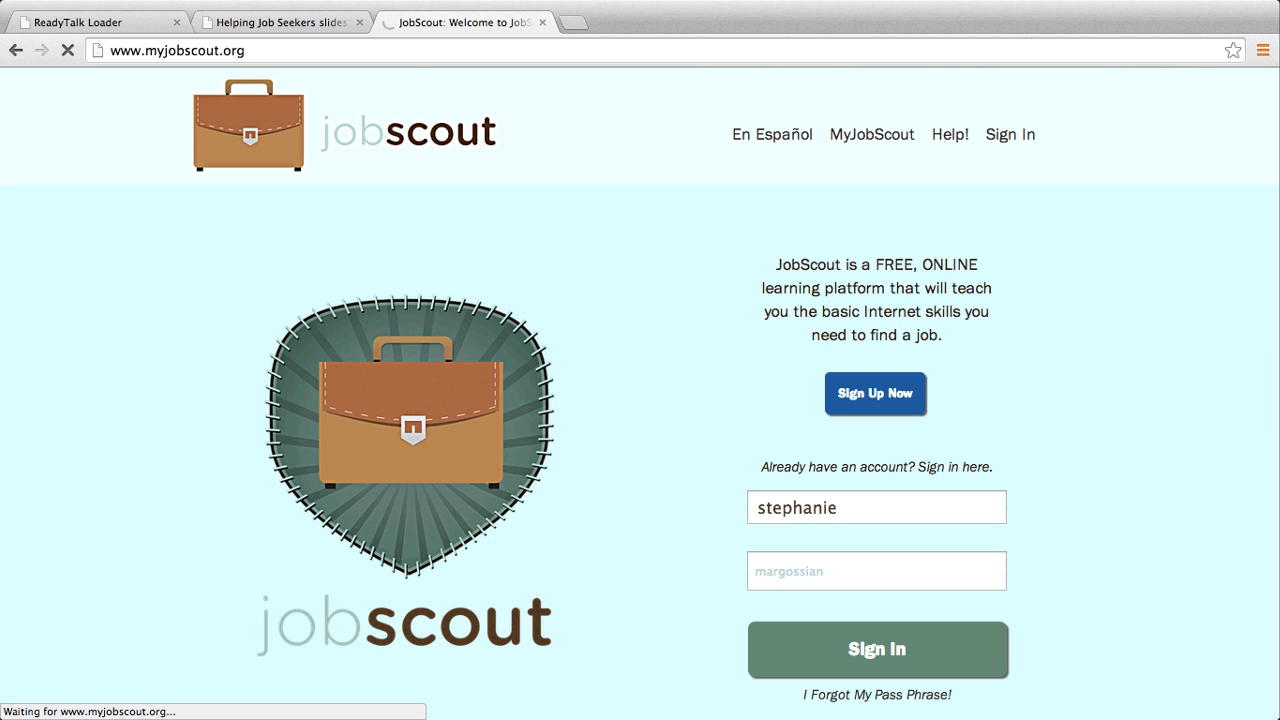 ReadyTalk Loader
Helping Job Seekers slides
JobScout: Welcome to JobS
www.myjobscout.org
jobscout
En Español MyJobScout Help! Sign In
JobScout is a FREE, ONLINE
learning platform that will teach
you the basic Internet skills you
need to find a job.
Sign Up Now
Already have an account? Sign in here.
stephanie
margossian
Sign In
I Forgot My Pass Phrase!
jobscout
Waiting for www.myjobscout.org...